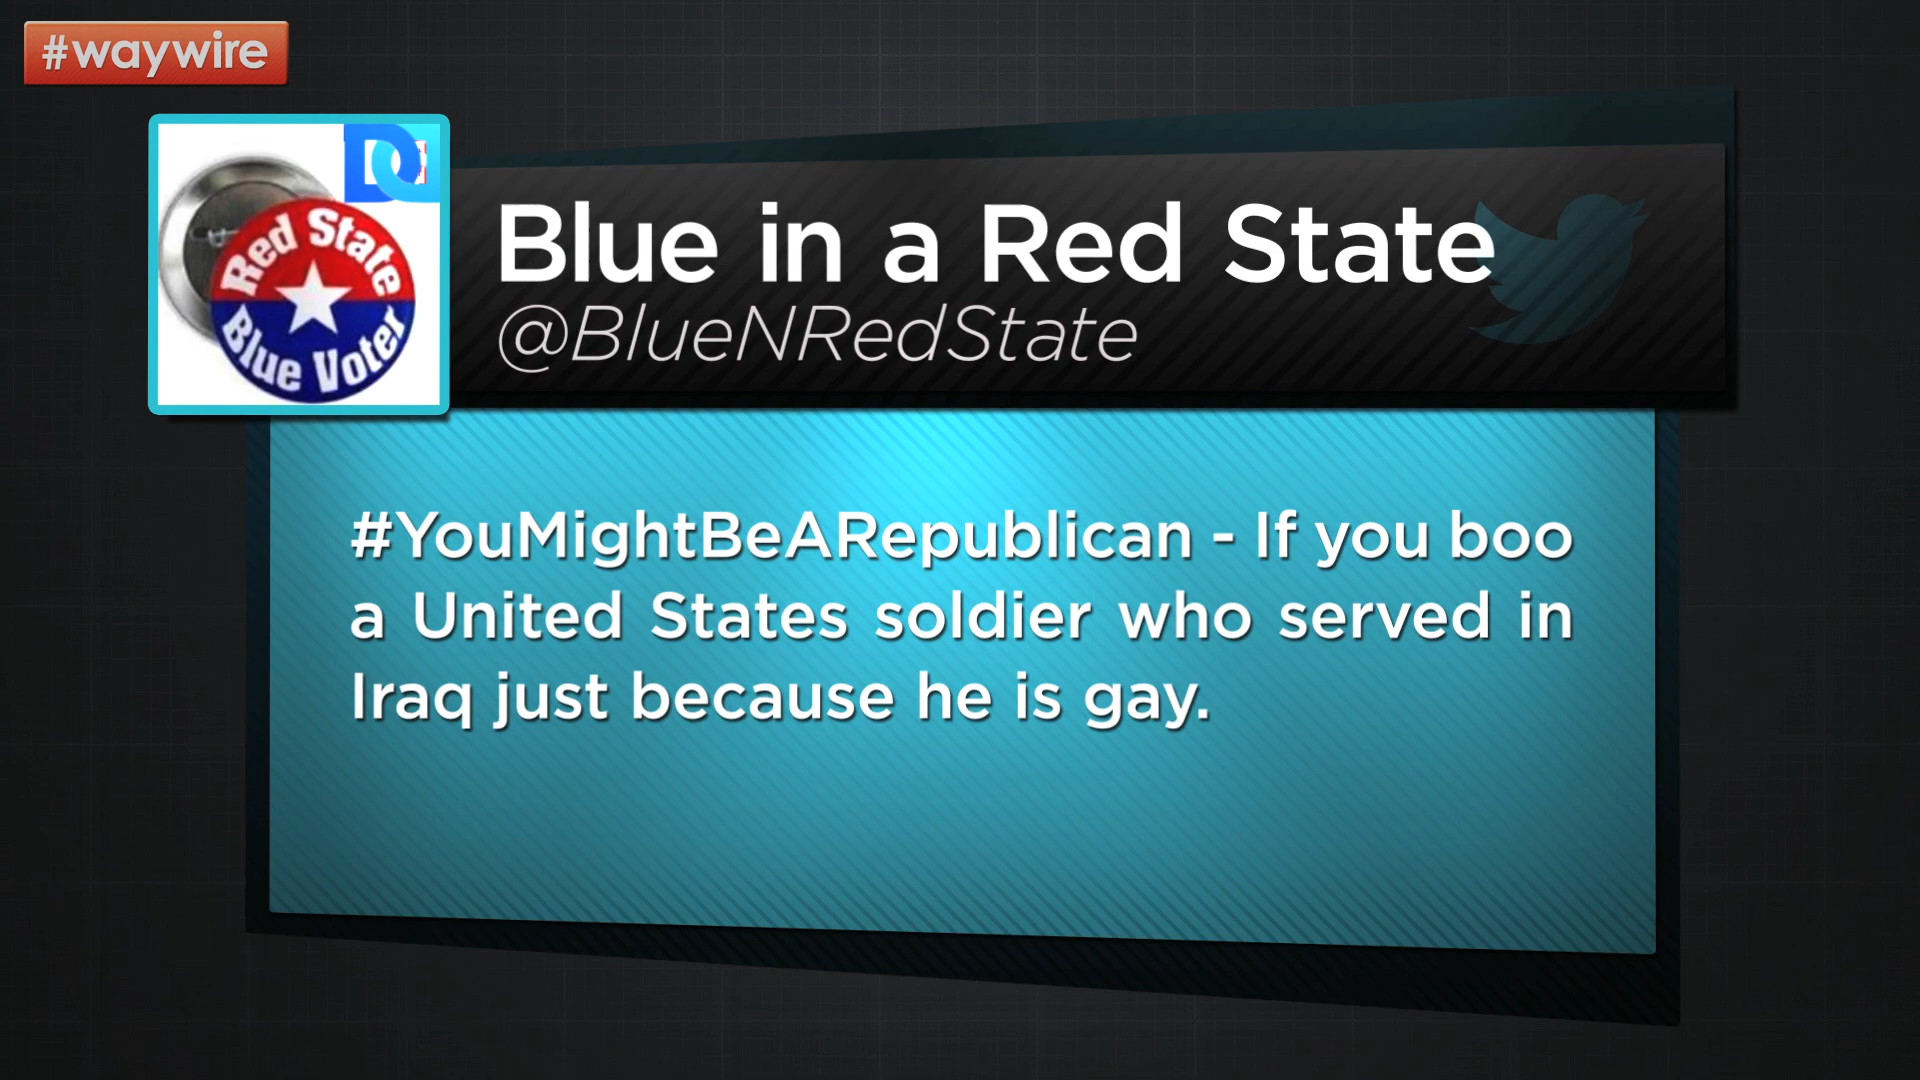 #waywire
Red State
Blue Voter
Blue in a Red State
@BlueNRedState
#YouMightBeARepublican - If you boo
a United States soldier who served in
Iraq just because he is gay.